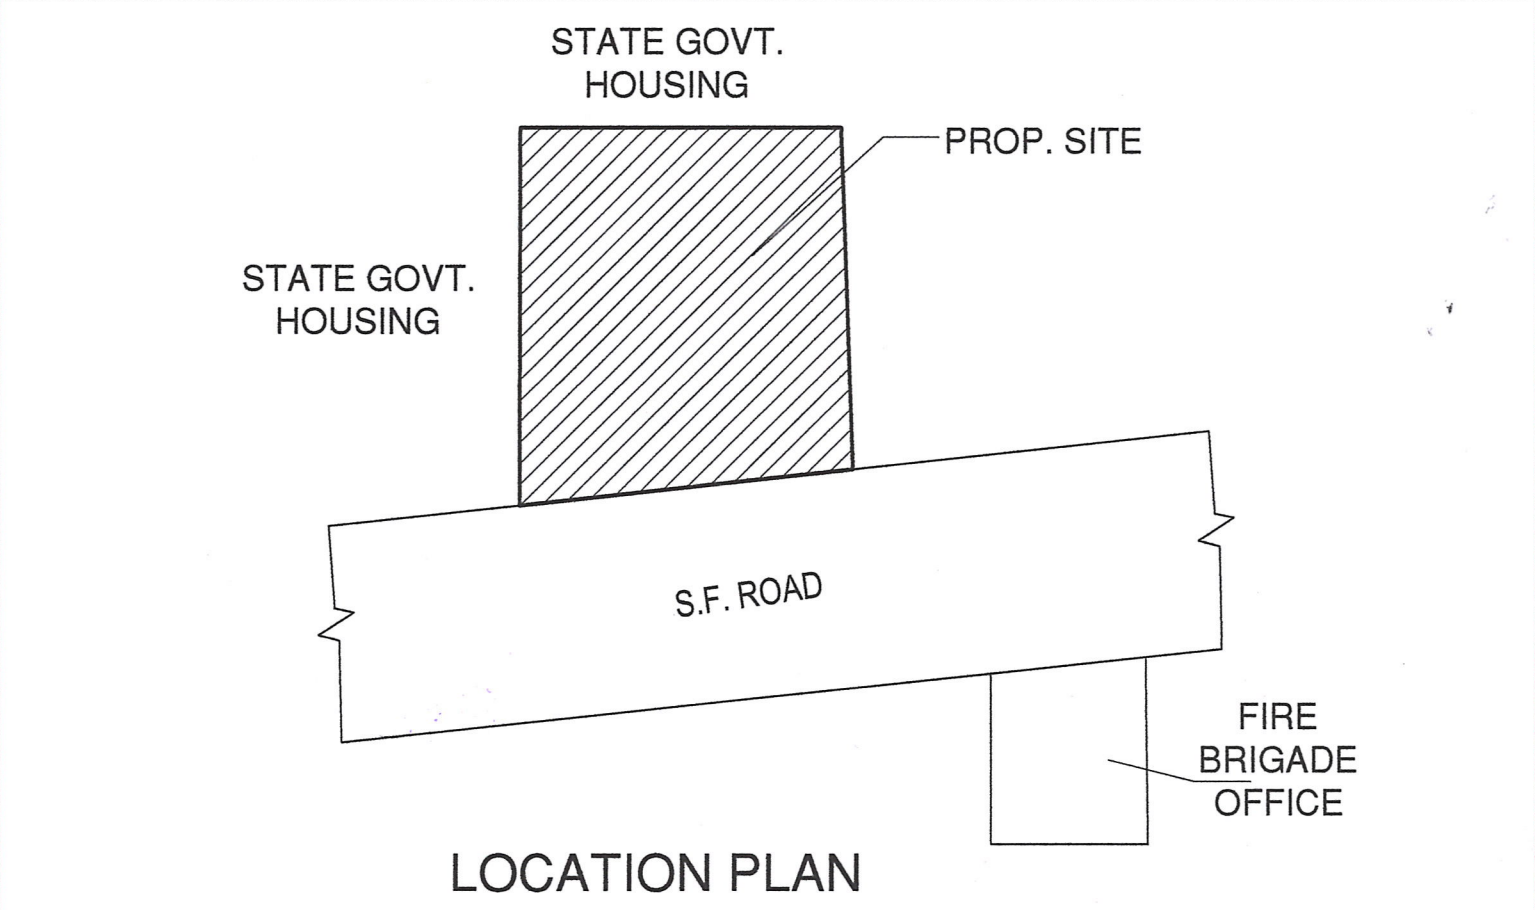 STATE GOVT.
HOUSING
PROP. SITE
STATE GOVT.
HOUSING
S.F. ROAD
FIRE
BRIGADE
OFFICE
LOCATION PLAN